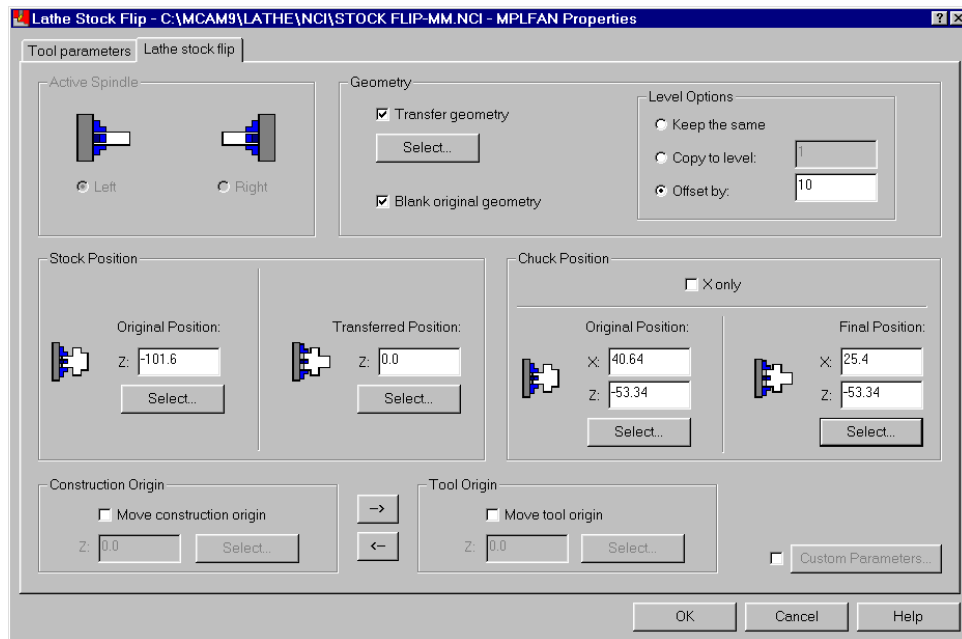 Lathe Stock Flip - C:\MCAM9\LATHE\NCI\STOCK FLIP-MM.NCI - MPLFAN Properties
Tool parameters
Lathe stock flip
Active Spindle
Left
Right
Geometry
Transfer geometry
Select...
Blank original geometry
Level Options
Keep the same
Copy to level: 1
Offset by: 10
Stock Position
Original Position:
Z: -101.6
Select...
Transferred Position:
Z: 0.0
Select...
Chuck Position
X only
Original Position:
X: 40.64
Z: -53.34
Select...
Final Position:
X: 25.4
Z: -53.34
Select...
Construction Origin
Move construction origin
Z: 0.0 Select...
-->
<--
Tool Origin
Move tool origin
Z: 0.0 Select...
Custom Parameters...
OK Cancel Help